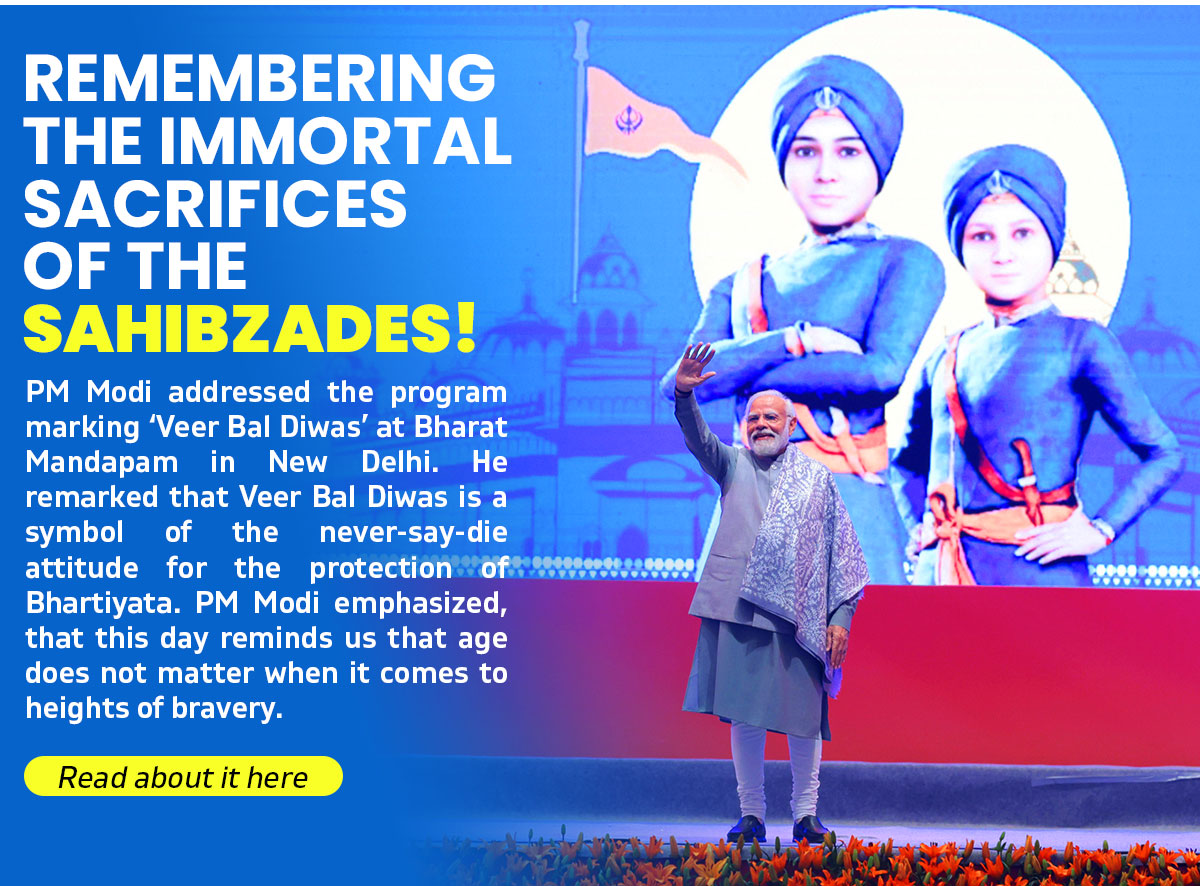 REMEMBERING
THE IMMORTAL
SACRIFICES
OF THE
SAHIBZADES!
PM Modi addressed the program
marking ‘Veer Bal Diwas’ at Bharat
Mandapam in New Delhi. He
remarked that Veer Bal Diwas is a
symbol of the never-say-die
attitude for the protection of
Bhartiyata. PM Modi emphasized,
that this day reminds us that age
does not matter when it comes to
heights of bravery.
Read about it here